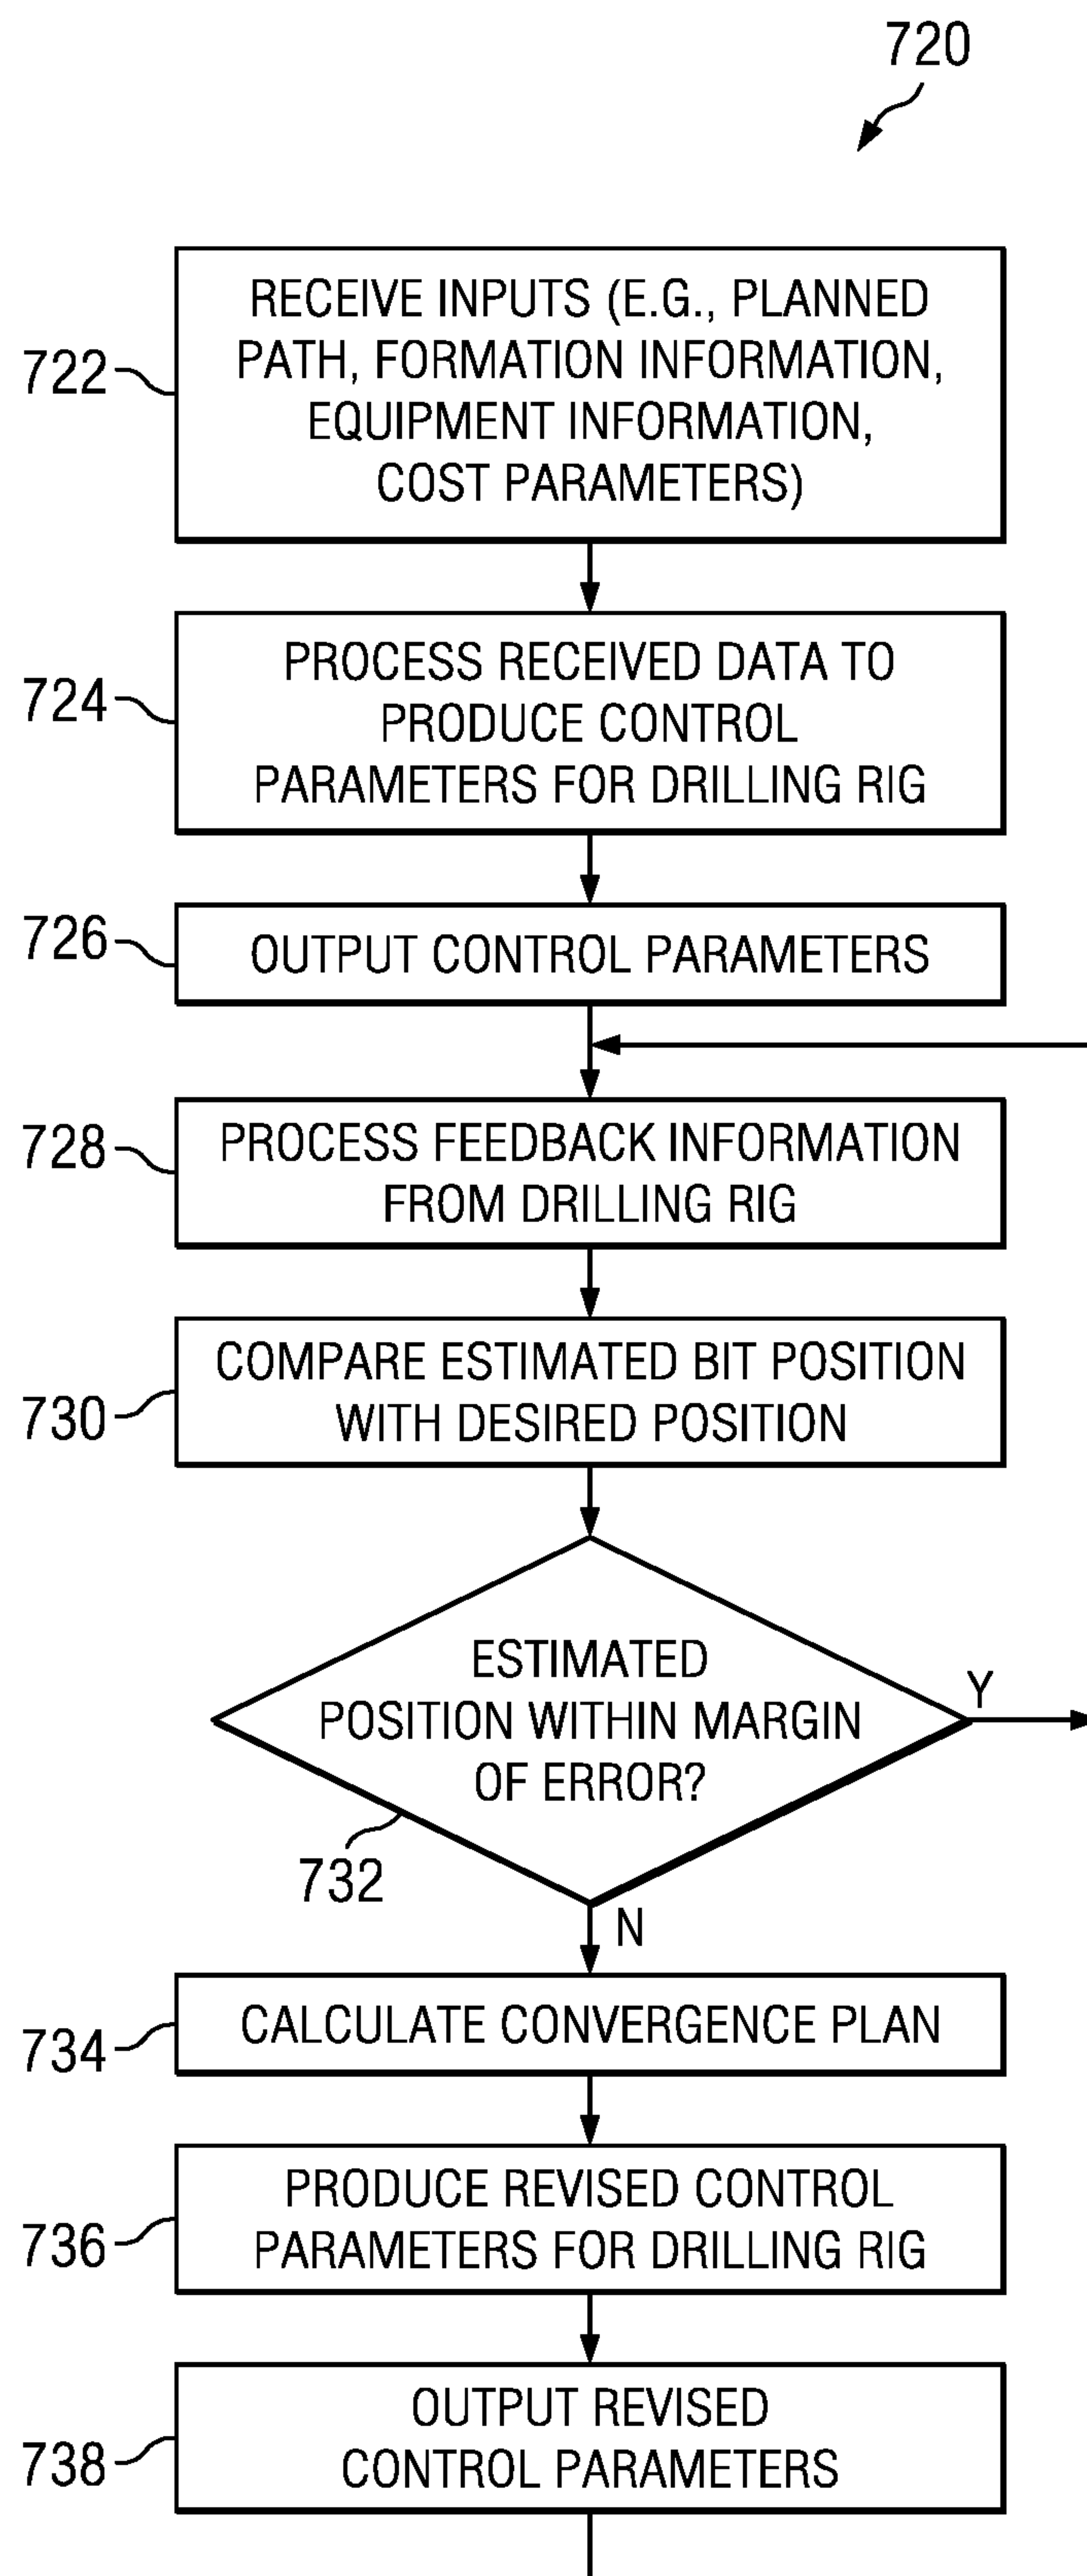 720
722
RECEIVE INPUTS (E.G., PLANNED
PATH, FORMATION INFORMATION,
EQUIPMENT INFORMATION,
COST PARAMETERS)
724
PROCESS RECEIVED DATA TO
PRODUCE CONTROL
PARAMETERS FOR DRILLING RIG
726
OUTPUT CONTROL PARAMETERS
728
PROCESS FEEDBACK INFORMATION
FROM DRILLING RIG
730
COMPARE ESTIMATED BIT POSITION
WITH DESIRED POSITION
ESTIMATED
POSITION WITHIN MARGIN
OF ERROR?
Y
732
N
734
CALCULATE CONVERGENCE PLAN
736
PRODUCE REVISED CONTROL
PARAMETERS FOR DRILLING RIG
738
OUTPUT REVISED
CONTROL PARAMETERS